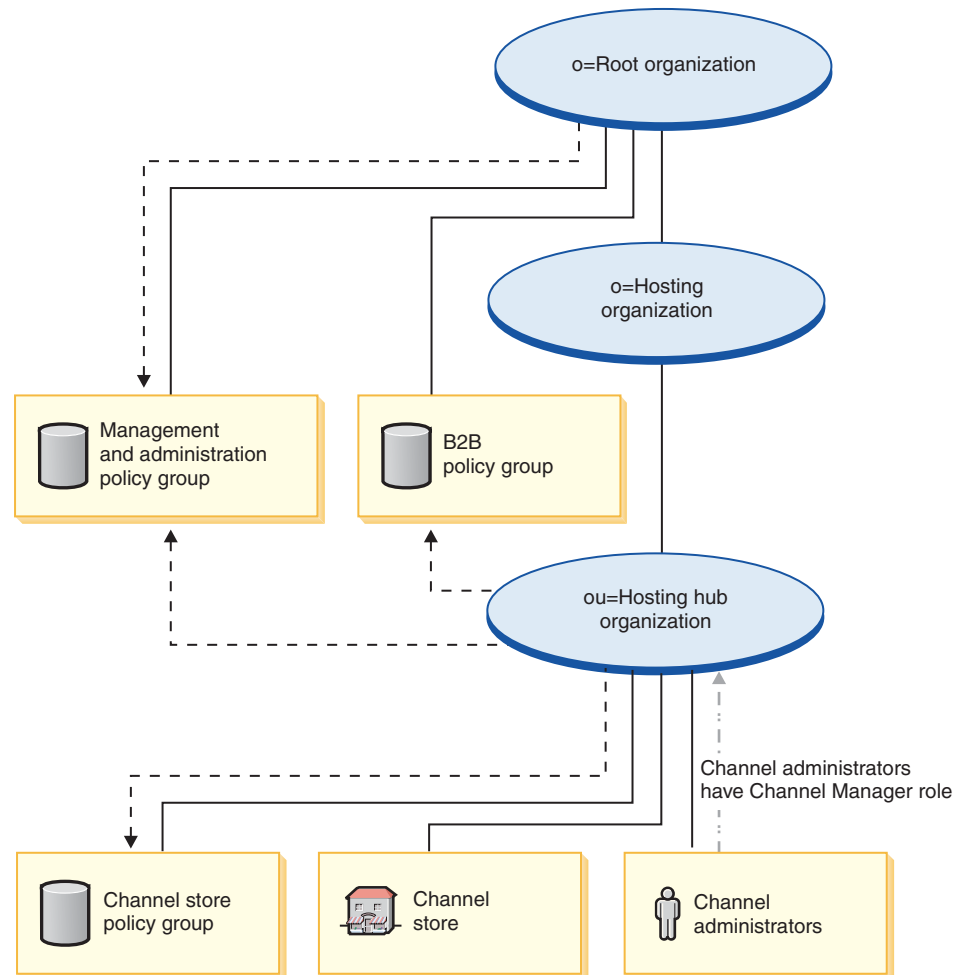 o=Root organization
o=Hosting
organization
Management
and administration
policy group
B2B
policy group
ou=Hosting hub
organization
Channel administrators
have Channel Manager role
Channel store
policy group
Channel
store
Channel
administrators